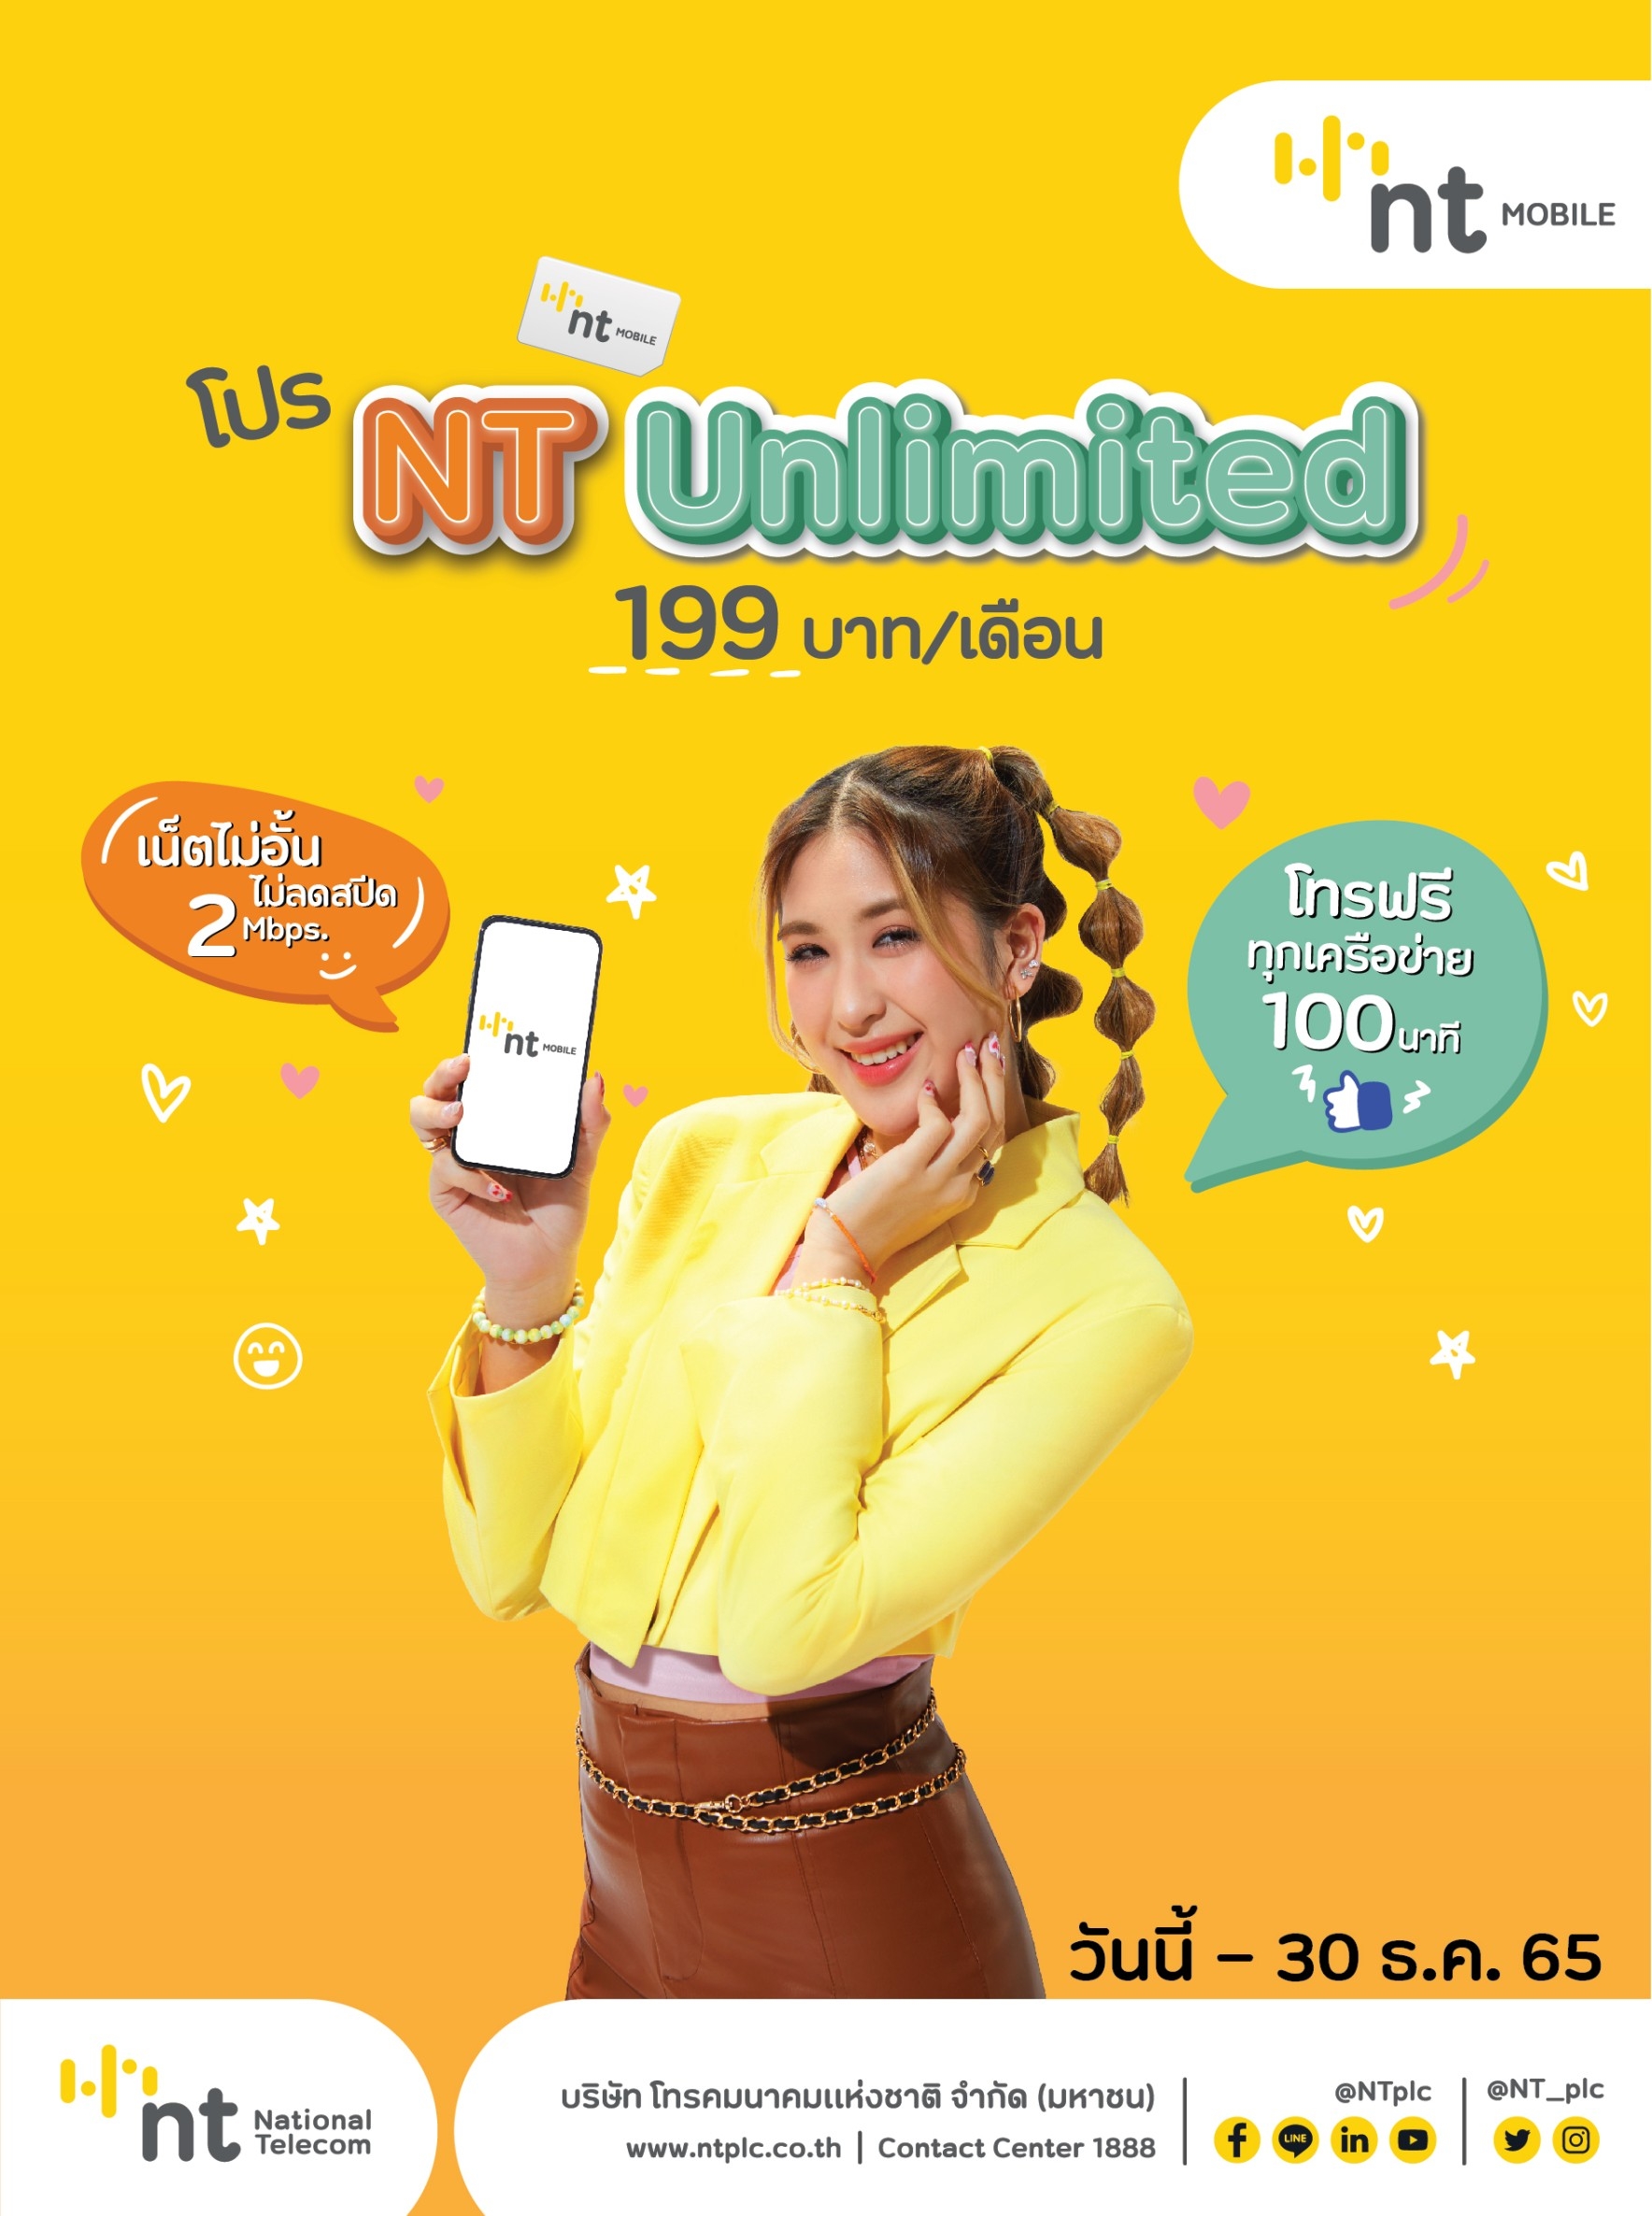 nt MOBILE
nt MOBILE
โปร NT Unlimited
199 บาท/เดือน
เน็ตไม่อั้น
ไม่ลดสปีด
2 Mbps.
nt MOBILE
โทรฟรี
ทุกเครือข่าย
100 นาที
วันนี้ – 30 ธ.ค. 65
nt National
Telecom
บริษัท โทรคมนาคมแห่งชาติ จำกัด (มหาชน)
www.ntplc.co.th | Contact Center 1888
@NTplc
LINE
in
@NT_plc